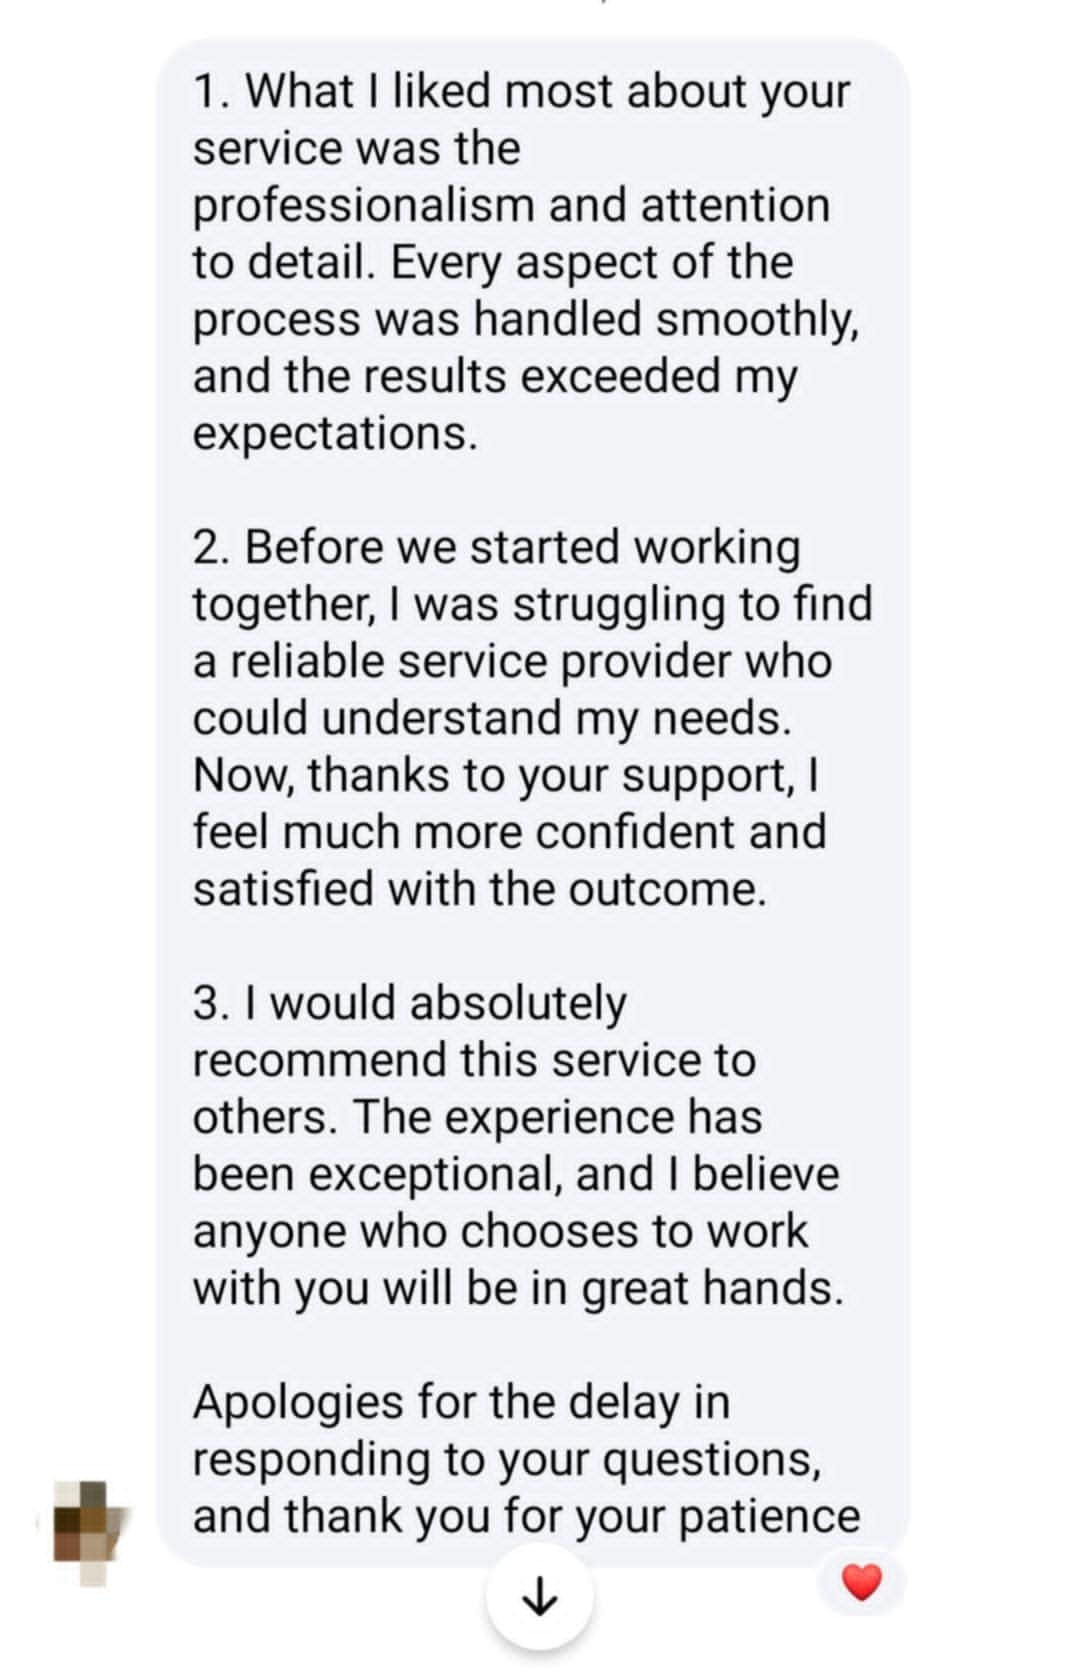 1. What I liked most about your
service was the
professionalism and attention
to detail. Every aspect of the
process was handled smoothly,
and the results exceeded my
expectations.
2. Before we started working
together, I was struggling to find
a reliable service provider who
could understand my needs.
Now, thanks to your support, I
feel much more confident and
satisfied with the outcome.
3. I would absolutely
recommend this service to
others. The experience has
been exceptional, and I believe
anyone who chooses to work
with you will be in great hands.
Apologies for the delay in
responding to your questions,
and thank you for your patience